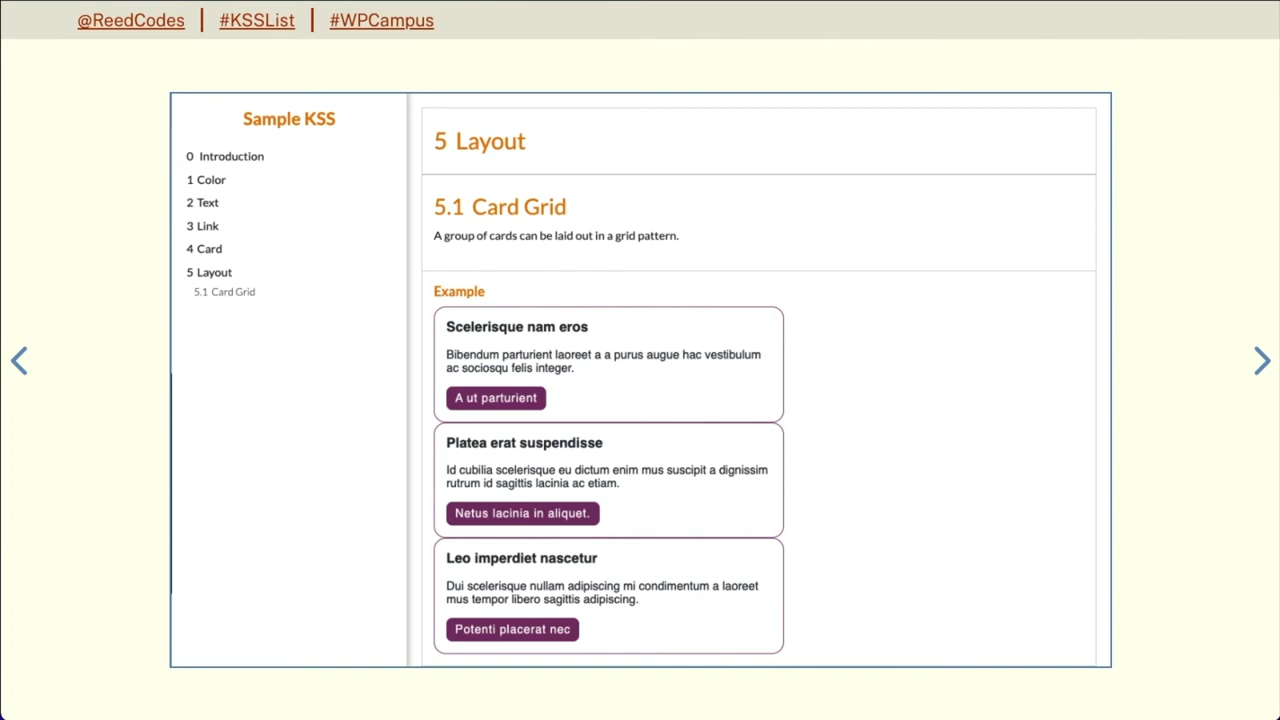 @ReedCodes | #KSSList | #WPCampus
Sample KSS
0 Introduction
1 Color
2 Text
3 Link
4 Card
5 Layout
5.1 Card Grid
5 Layout
5.1 Card Grid
A group of cards can be laid out in a grid pattern.
Example
Scelerisque nam eros
Bibendum parturient laoreet a a purus augue hac vestibulum
ac sociosqu felis integer.
A ut parturient
Platea erat suspendisse
Id cubilia scelerisque eu dictum enim mus suscipit a dignissim
rutrum id sagittis lacinia ac etiam.
Netus lacinia in aliquet.
Leo imperdiet nascetur
Dui scelerisque nullam adipiscing mi condimentum a laoreet
mus tempor libero sagittis adipiscing.
Potenti placerat nec